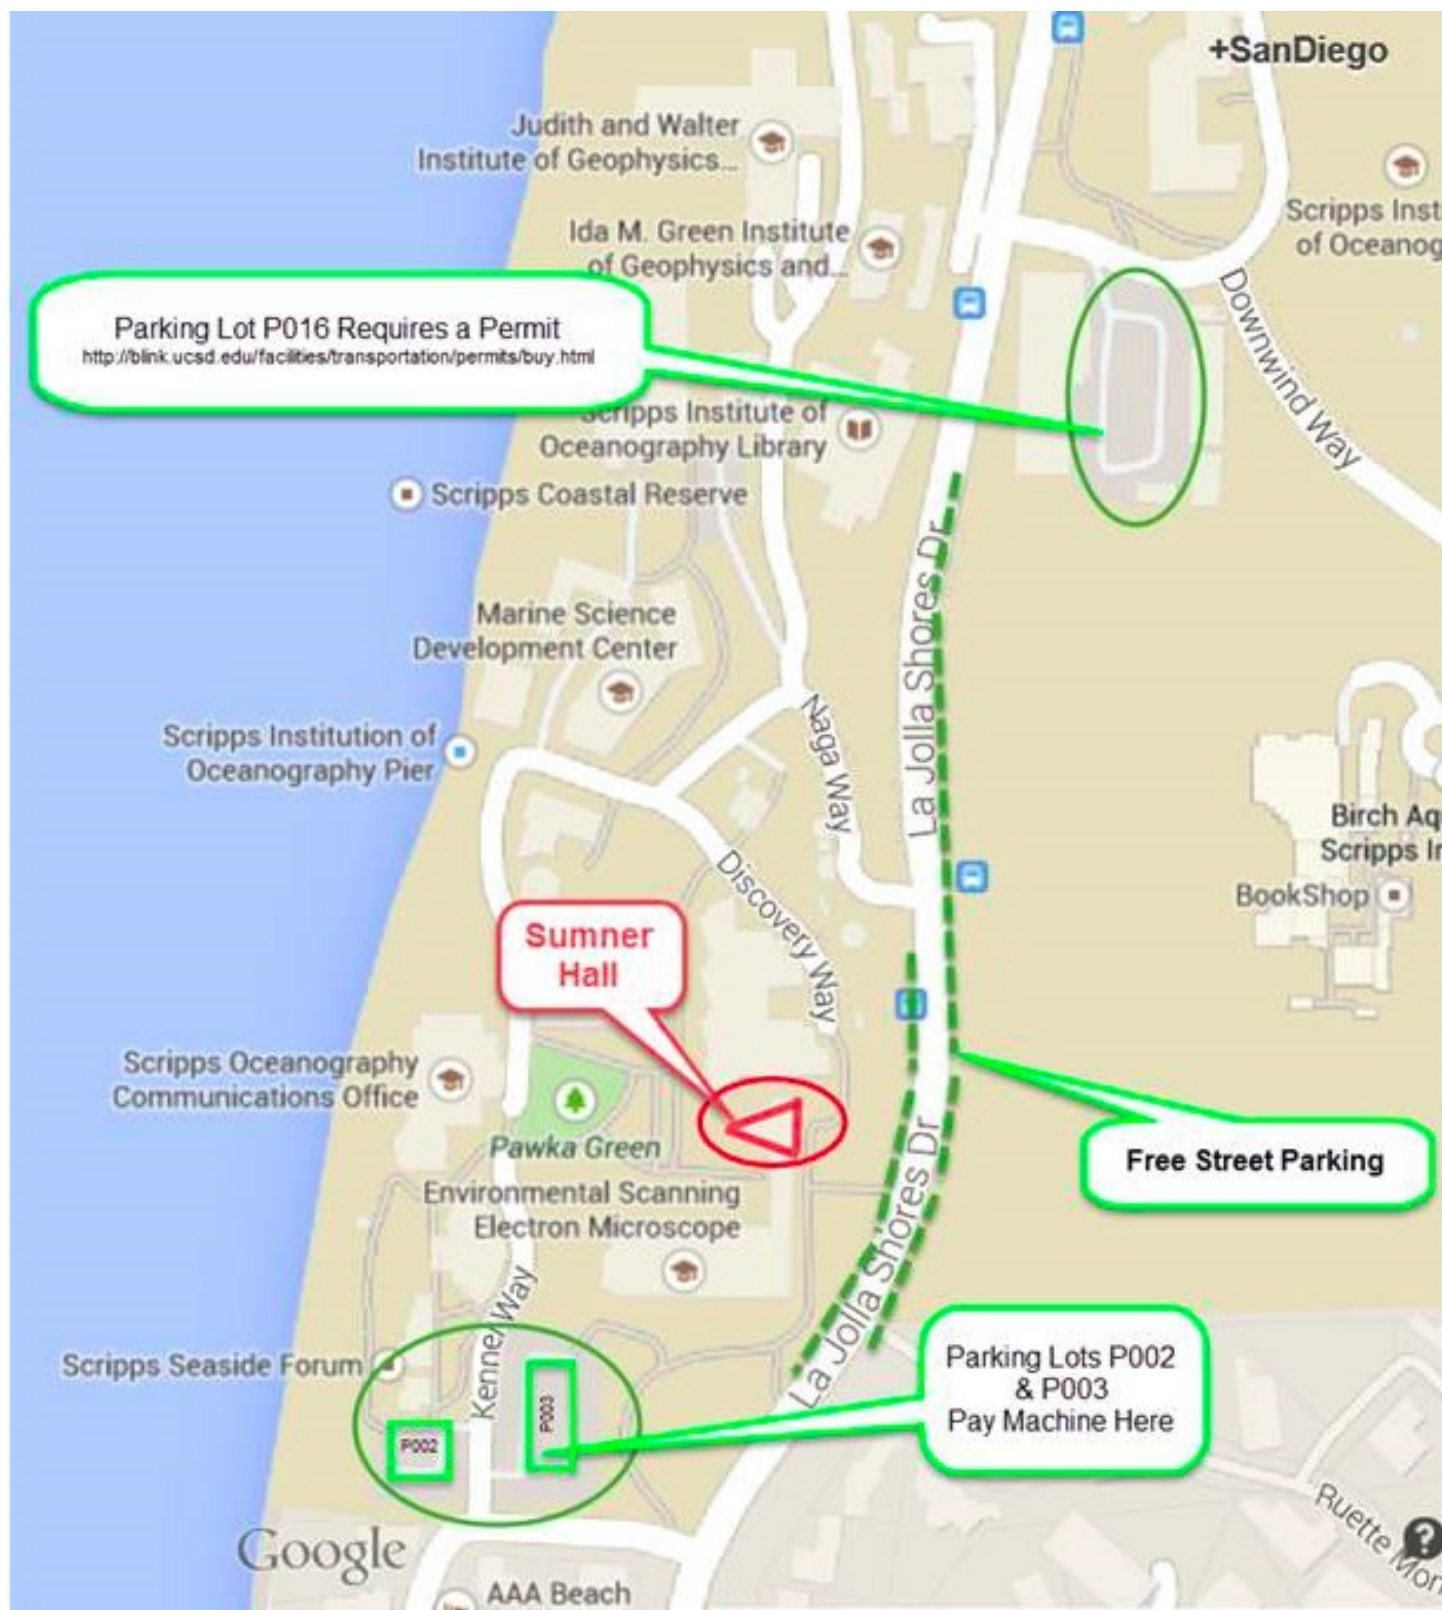 +SanDiego
Judith and Walter
Institute of Geophysics...
Scripps Inst
of Oceanog
Ida M. Green Institute
of Geophysics and...
Downwind Way
Parking Lot P016 Requires a Permit
http://blink.ucsd.edu/facilities/transportation/permits/buy.html
Scripps Institute of
Oceanography Library
Scripps Coastal Reserve
La Jolla Shores Dr
Marine Science
Development Center
Naga Way
Scripps Institution of
Oceanography Pier
Birch Aq
Scripps In
BookShop
Discovery Way
Sumner
Hall
Scripps Oceanography
Communications Office
Pawka Green
Free Street Parking
La Jolla Shores Dr
Environmental Scanning
Electron Microscope
Kennel Way
Scripps Seaside Forum
P002
P003
Parking Lots P002
& P003
Pay Machine Here
Ruette Mon
?
Google
AAA Beach